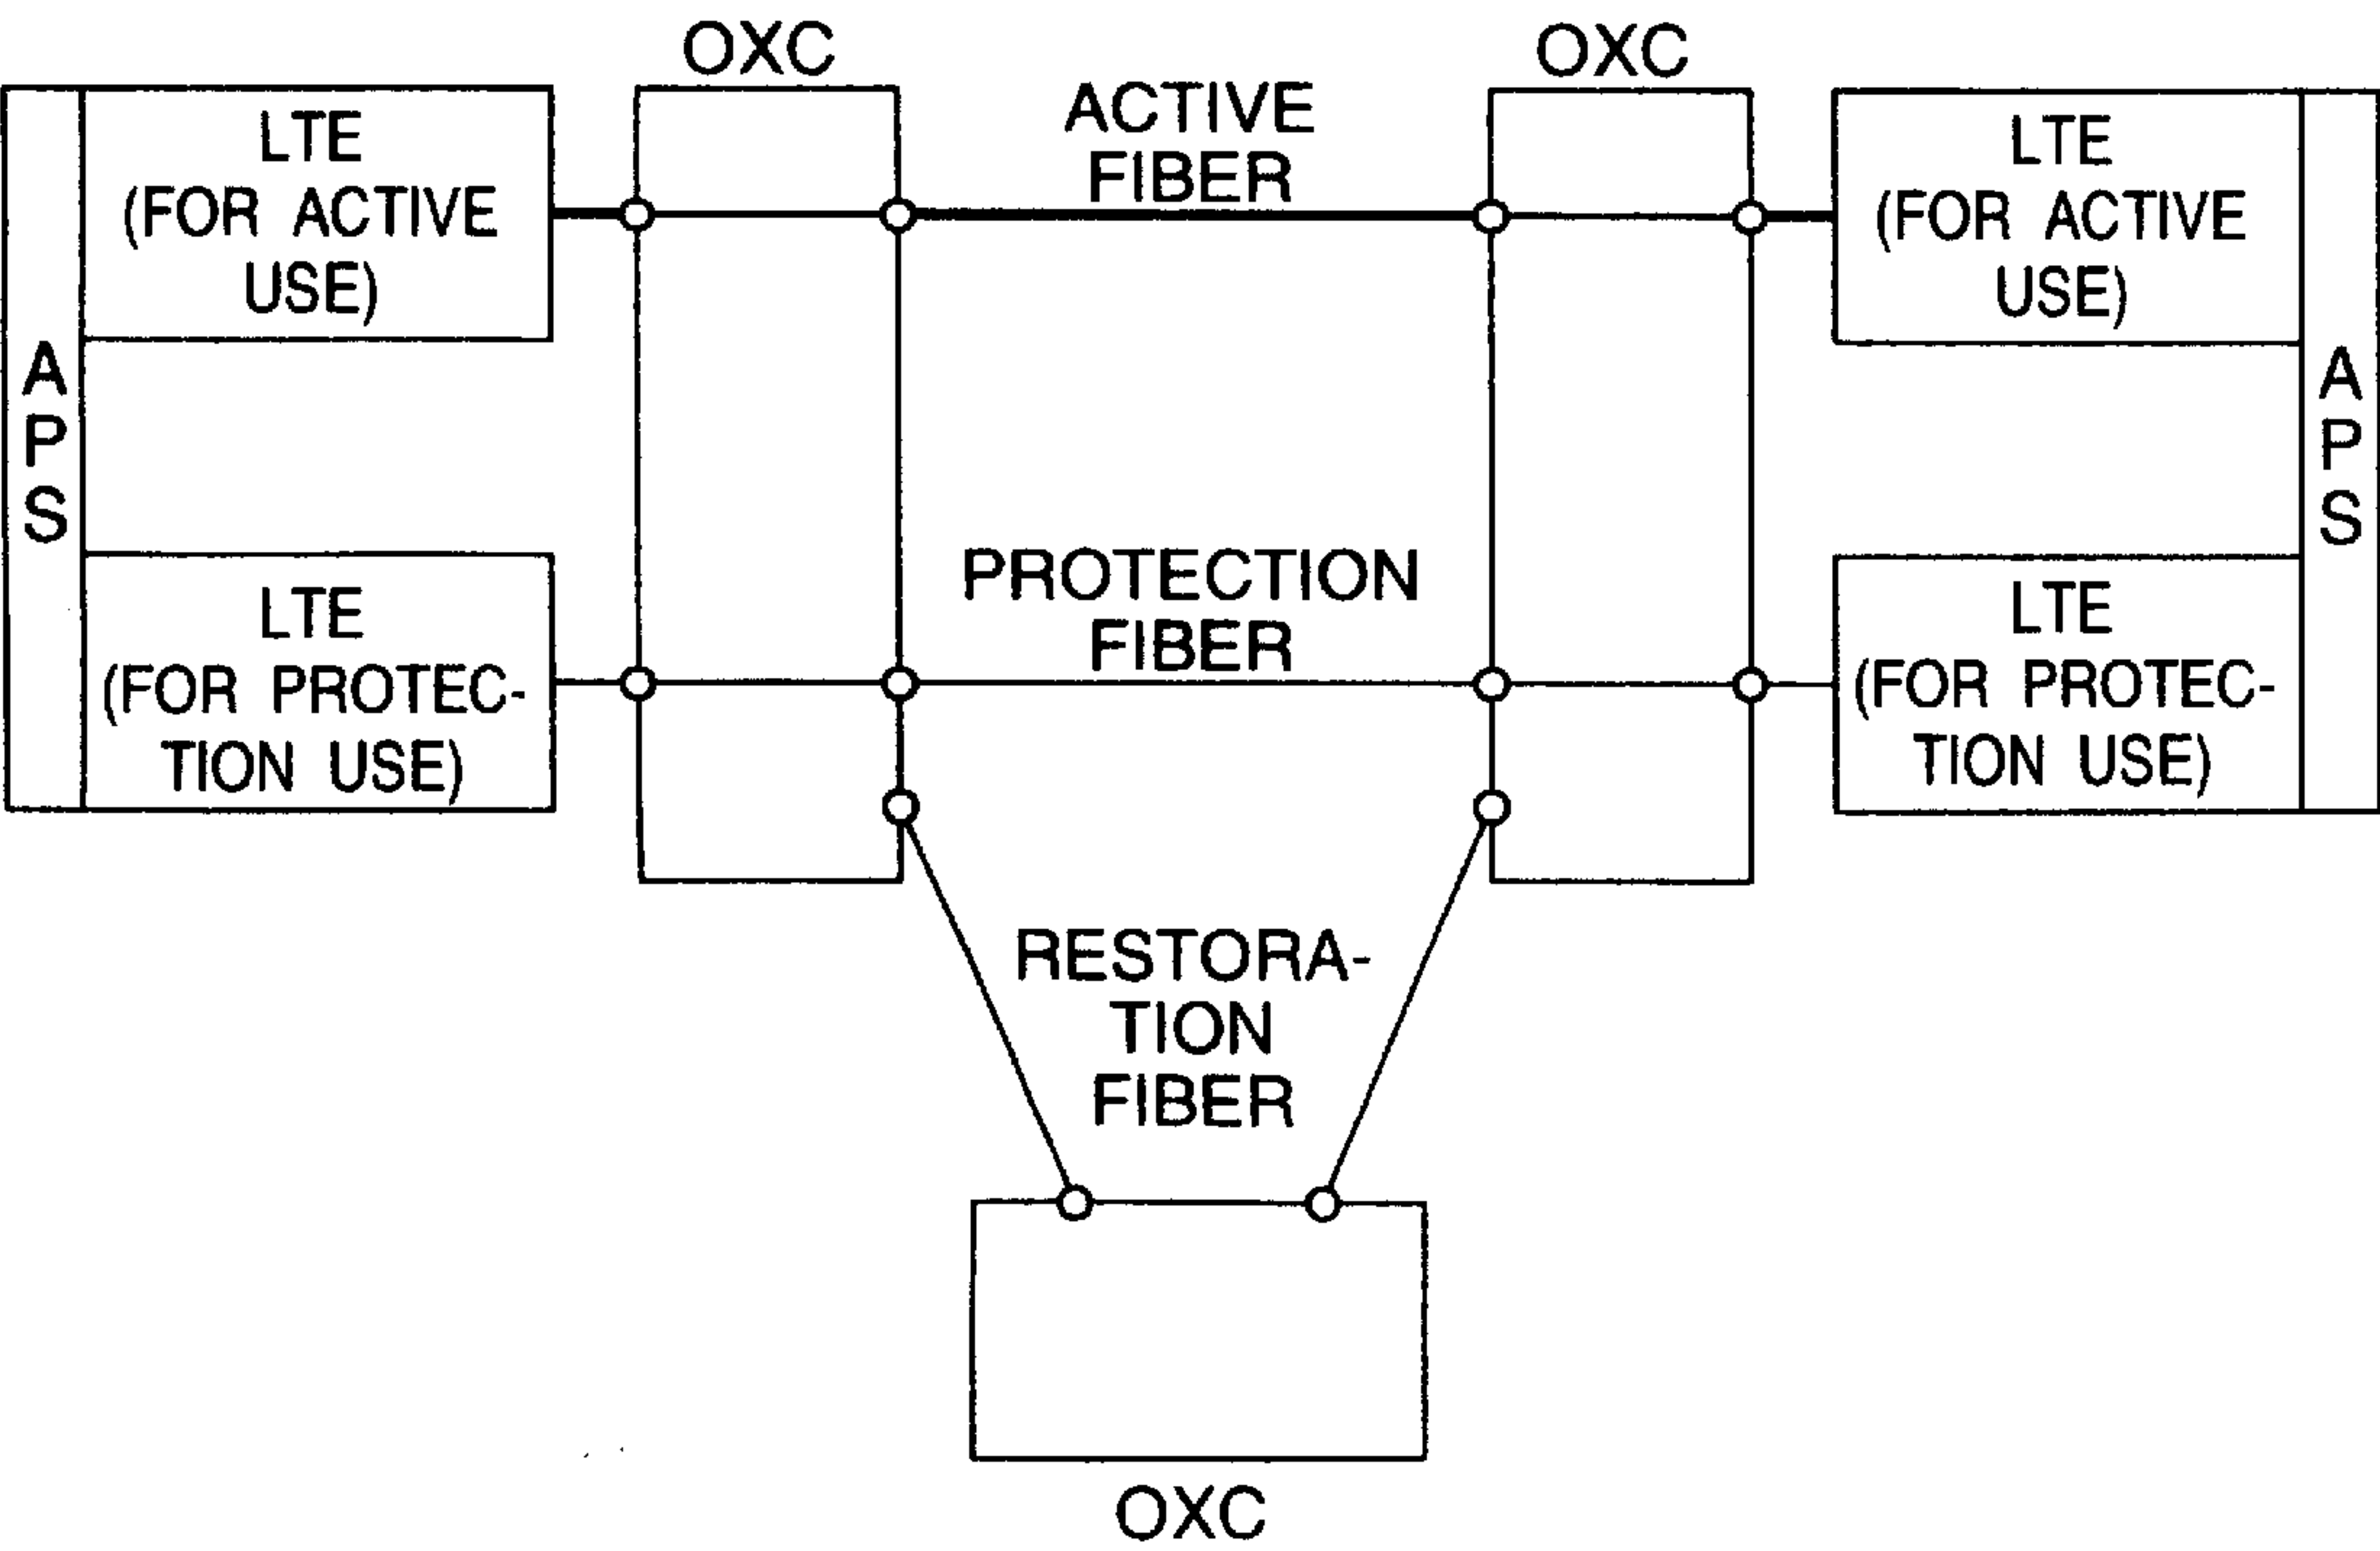 OXC
OXC
ACTIVE
FIBER
LTE
(FOR ACTIVE
USE)
LTE
(FOR ACTIVE
USE)
A
P
S
A
P
S
PROTECTION
FIBER
LTE
(FOR PROTEC-
TION USE)
LTE
(FOR PROTEC-
TION USE)
RESTORA-
TION
FIBER
OXC